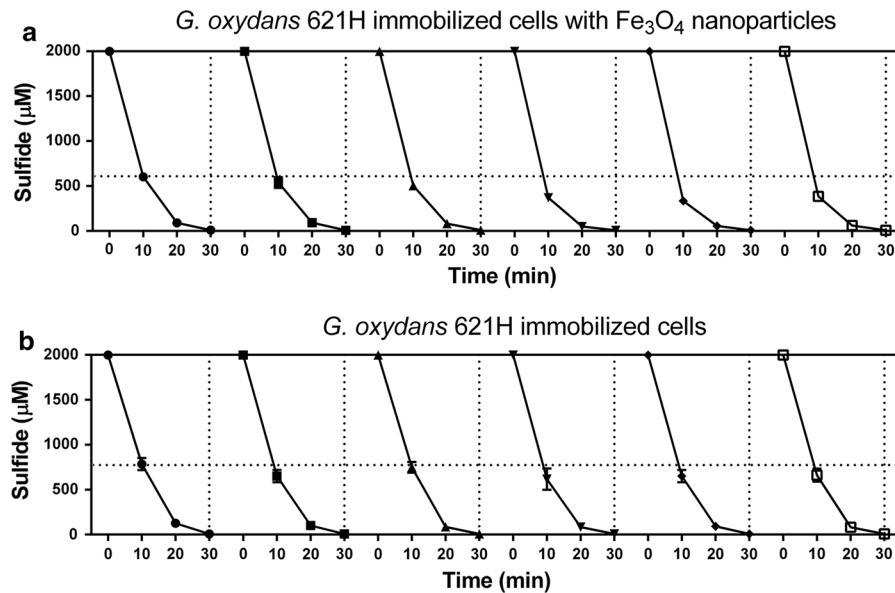 a
G. oxydans 621H immobilized cells with Fe₃O₄ nanoparticles
2000
1500
1000
500
0
Sulfide (μM)
0 10 20 30 0 10 20 30 0 10 20 30 0 10 20 30 0 10 20 30 0 10 20 30
Time (min)
b
G. oxydans 621H immobilized cells
2000
1500
1000
500
0
Sulfide (μM)
0 10 20 30 0 10 20 30 0 10 20 30 0 10 20 30 0 10 20 30 0 10 20 30
Time (min)